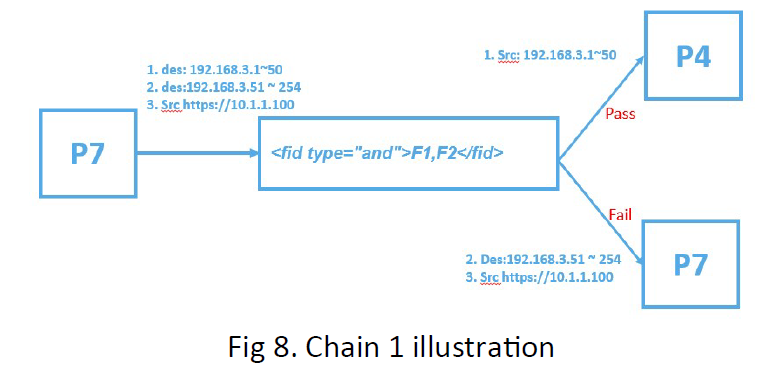 1. des: 192.168.3.1~50
2. des:192.168.3.51 ~ 254
3. Src https://10.1.1.100
P7
<fid type="and">F1,F2</fid>
1. Src: 192.168.3.1~50
P4
Pass
Fail
2. Des:192.168.3.51 ~ 254
3. Src https://10.1.1.100
P7
Fig 8. Chain 1 illustration